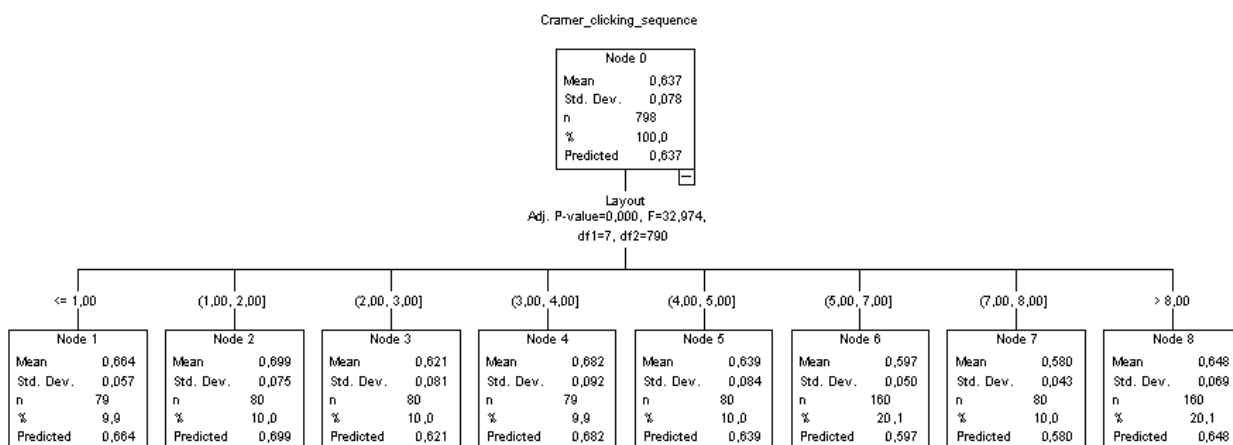 Cramer_clicking_sequence
Node 0
Mean 0,637
Std. Dev. 0,078
n 798
% 100,0
Predicted 0,637
Layout
Adj. P-value=0,000, F=32,974,
df1=7, df2=790
<= 1,00 (1,00, 2,00] (2,00, 3,00] (3,00, 4,00] (4,00, 5,00] (5,00, 7,00] (7,00, 8,00] > 8,00
Node 1 Node 2 Node 3 Node 4 Node 5 Node 6 Node 7 Node 8
Mean 0,664 Mean 0,699 Mean 0,621 Mean 0,682 Mean 0,639 Mean 0,597 Mean 0,580 Mean 0,648
Std. Dev. 0,057 Std. Dev. 0,075 Std. Dev. 0,081 Std. Dev. 0,092 Std. Dev. 0,084 Std. Dev. 0,050 Std. Dev. 0,043 Std. Dev. 0,069
n 79 n 80 n 80 n 79 n 80 n 160 n 80 n 160
% 9,9 % 10,0 % 10,0 % 9,9 % 10,0 % 20,1 % 10,0 % 20,1
Predicted 0,664 Predicted 0,699 Predicted 0,621 Predicted 0,682 Predicted 0,639 Predicted 0,597 Predicted 0,580 Predicted 0,648